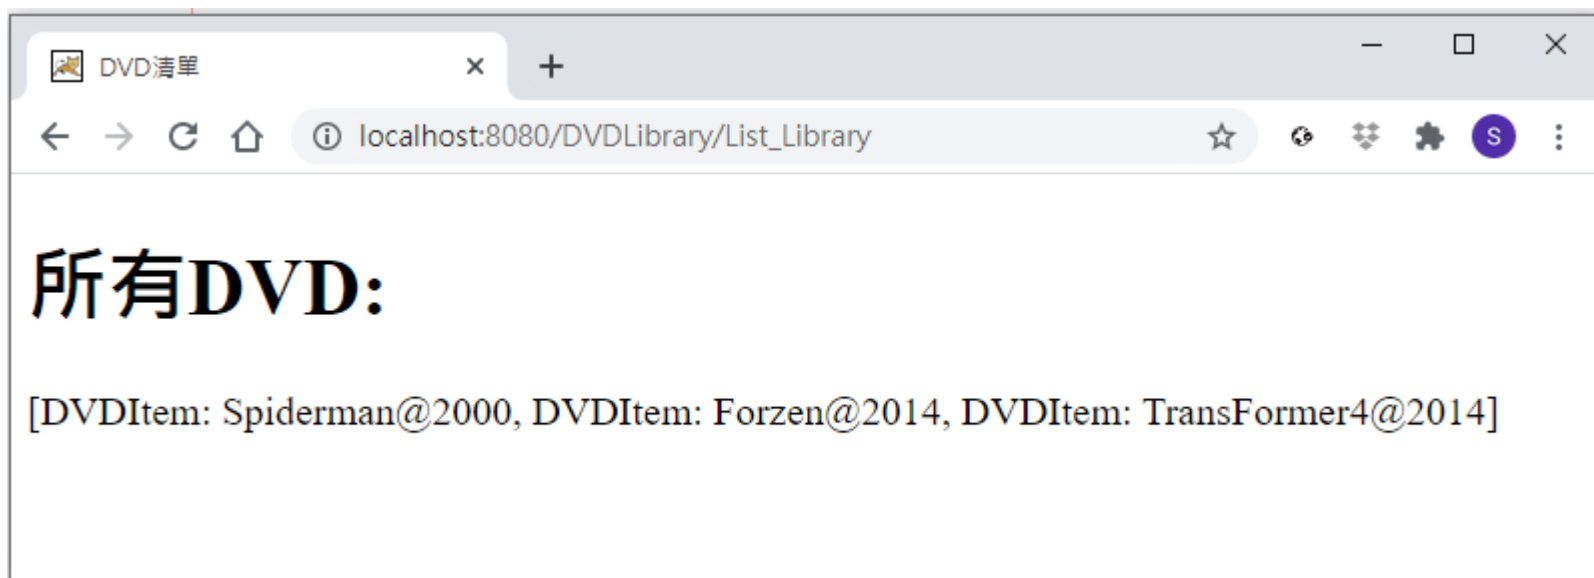 DVD清單
localhost:8080/DVDLibrary/List_Library
S
所有DVD:
[DVDItem: Spiderman@2000, DVDItem: Forzen@2014, DVDItem: TransFormer4@2014]